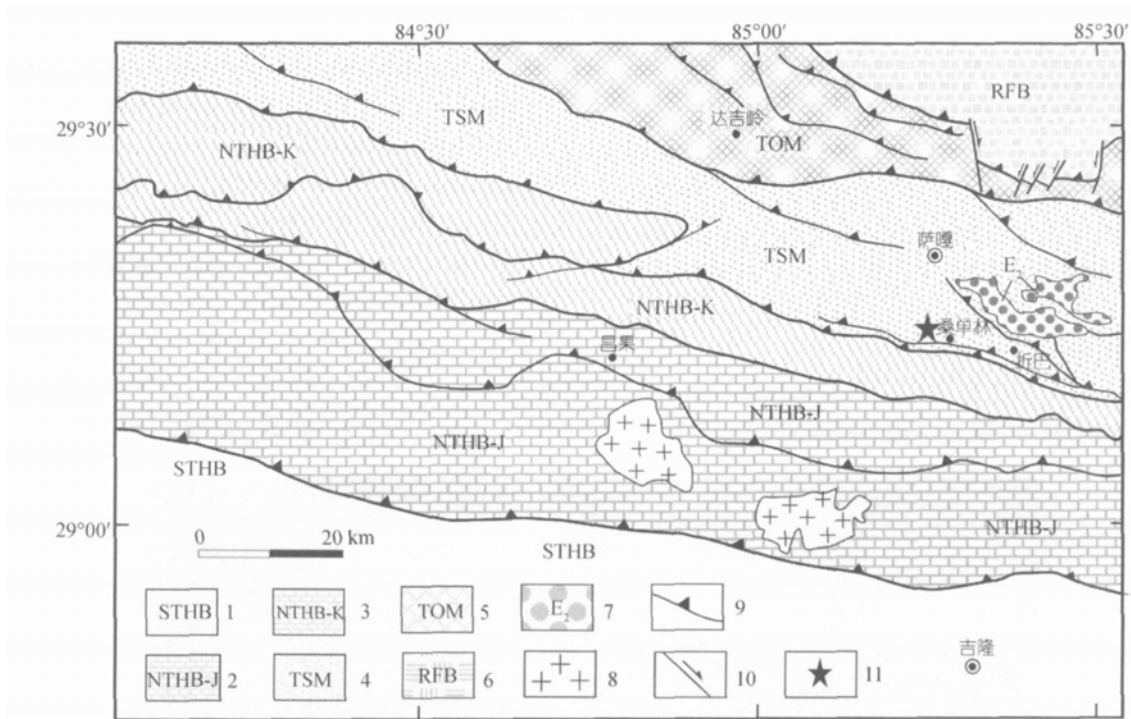 84°30′ 85°00′ 85°30′
29°30′
29°00′
RFB
TSM
达吉岭
TOM
NTHB-K
萨嘎
TSM
E₂
NTHB-K
桑单林
昌果
折巴
NTHB-J
NTHB-J
STHB
0 20 km
STHB
NTHB-J
STHB 1 NTHB-K 3 TOM 5 E₂ 7 9
吉隆
NTHB-J 2 TSM 4 RFB 6 8 10 11